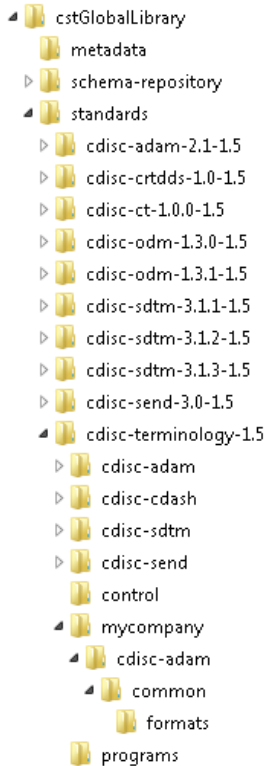 cstGlobalLibrary
metadata
schema-repository
standards
cdisc-adam-2.1-1.5
cdisc-crtdds-1.0-1.5
cdisc-ct-1.0.0-1.5
cdisc-odm-1.3.0-1.5
cdisc-odm-1.3.1-1.5
cdisc-sdtm-3.1.1-1.5
cdisc-sdtm-3.1.2-1.5
cdisc-sdtm-3.1.3-1.5
cdisc-send-3.0-1.5
cdisc-terminology-1.5
cdisc-adam
cdisc-cdash
cdisc-sdtm
cdisc-send
control
mycompany
cdisc-adam
common
formats
programs